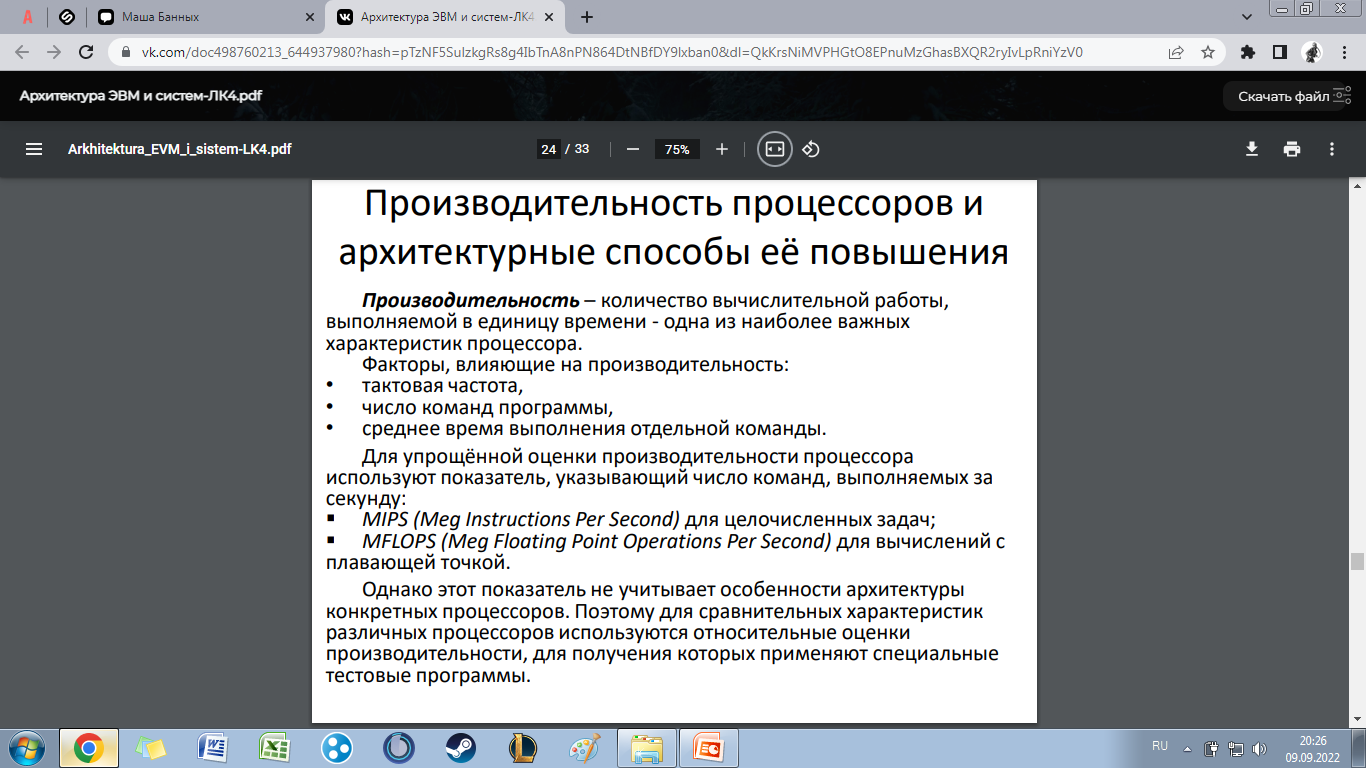 Маша Банных
Архитектура ЭВМ и систем-ЛК4
vk.com/doc498760213_644937980?hash=pTzNF5SulzkgRs8g4IbTnA8nPN864DtNBfDY9lxban0&dl=QkKrsNiMVPHGtO8EPnuMzGhasBXQR2ryIvLpRniYzV0
Архитектура ЭВМ и систем-ЛК4.pdf
Скачать файл
Arkhitektura_EVM_i_sistem-LK4.pdf
24 / 33
75%
Производительность процессоров и
архитектурные способы её повышения
Производительность – количество вычислительной работы,
выполняемой в единицу времени - одна из наиболее важных
характеристик процессора.
Факторы, влияющие на производительность:
• тактовая частота,
• число команд программы,
• среднее время выполнения отдельной команды.
Для упрощённой оценки производительности процессора
используют показатель, указывающий число команд, выполняемых за
секунду:
▪ MIPS (Meg Instructions Per Second) для целочисленных задач;
▪ MFLOPS (Meg Floating Point Operations Per Second) для вычислений с
плавающей точкой.
Однако этот показатель не учитывает особенности архитектуры
конкретных процессоров. Поэтому для сравнительных характеристик
различных процессоров используются относительные оценки
производительности, для получения которых применяют специальные
тестовые программы.
RU
20:26
09.09.2022